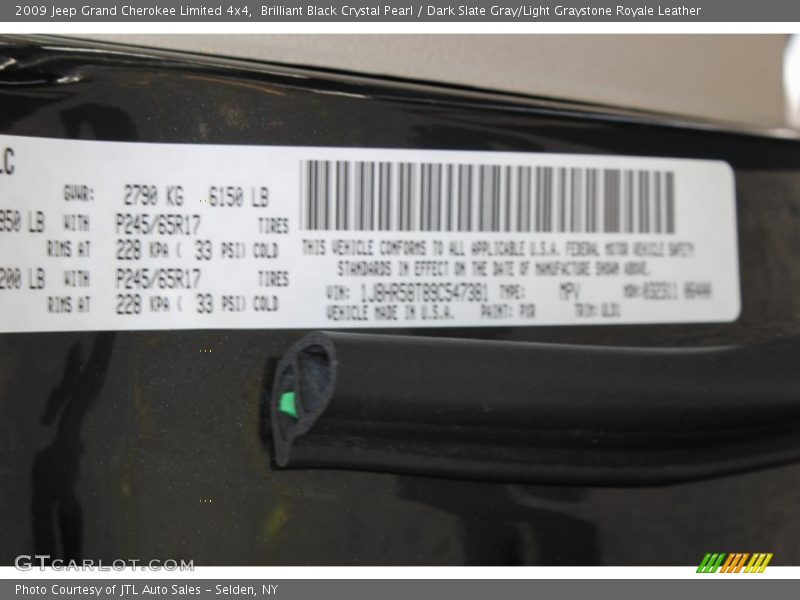 2009 Jeep Grand Cherokee Limited 4x4, Brilliant Black Crystal Pearl / Dark Slate Gray/Light Graystone Royale Leather
LC
GVWR: 2790 KG 6150 LB
850 LB WITH P245/65R17 TIRES
RIMS AT 228 KPA ( 33 PSI) COLD
200 LB WITH P245/65R17 TIRES
RIMS AT 228 KPA ( 33 PSI) COLD
THIS VEHICLE CONFORMS TO ALL APPLICABLE U.S.A. FEDERAL MOTOR VEHICLE SAFETY
STANDARDS IN EFFECT ON THE DATE OF MANUFACTURE SHOWN ABOVE.
VIN: 1J8HR58T89C547381 TYPE: MPV MDH:
VEHICLE MADE IN U.S.A. PAINT: PXR TRIM:
GTCARLOT.COM
Photo Courtesy of JTL Auto Sales - Selden, NY